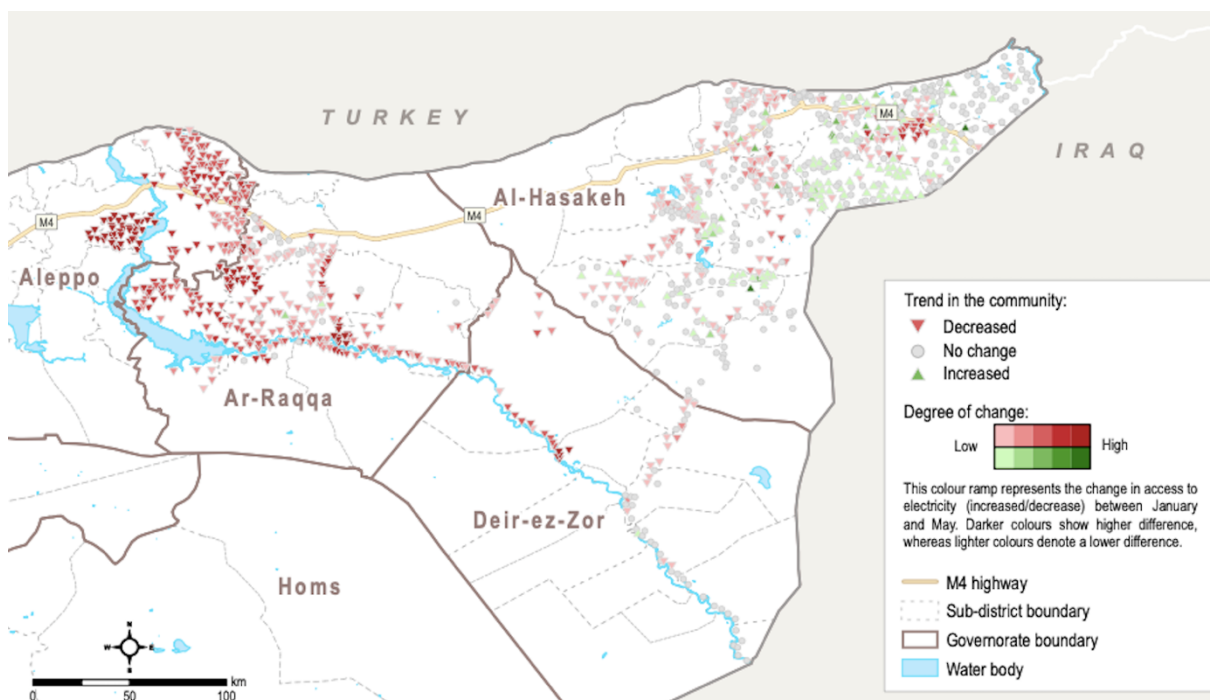 TURKEY
IRAQ
M4
Al-Hasakeh
M4
M4
Aleppo
Ar-Raqqa
Deir-ez-Zor
Homs
N
W E
S
km
0 50 100
Trend in the community:
Decreased
No change
Increased
Degree of change:
Low High
This colour ramp represents the change in access to
electricity (increased/decrease) between January
and May. Darker colours show higher difference,
whereas lighter colours denote a lower difference.
M4 highway
Sub-district boundary
Governorate boundary
Water body